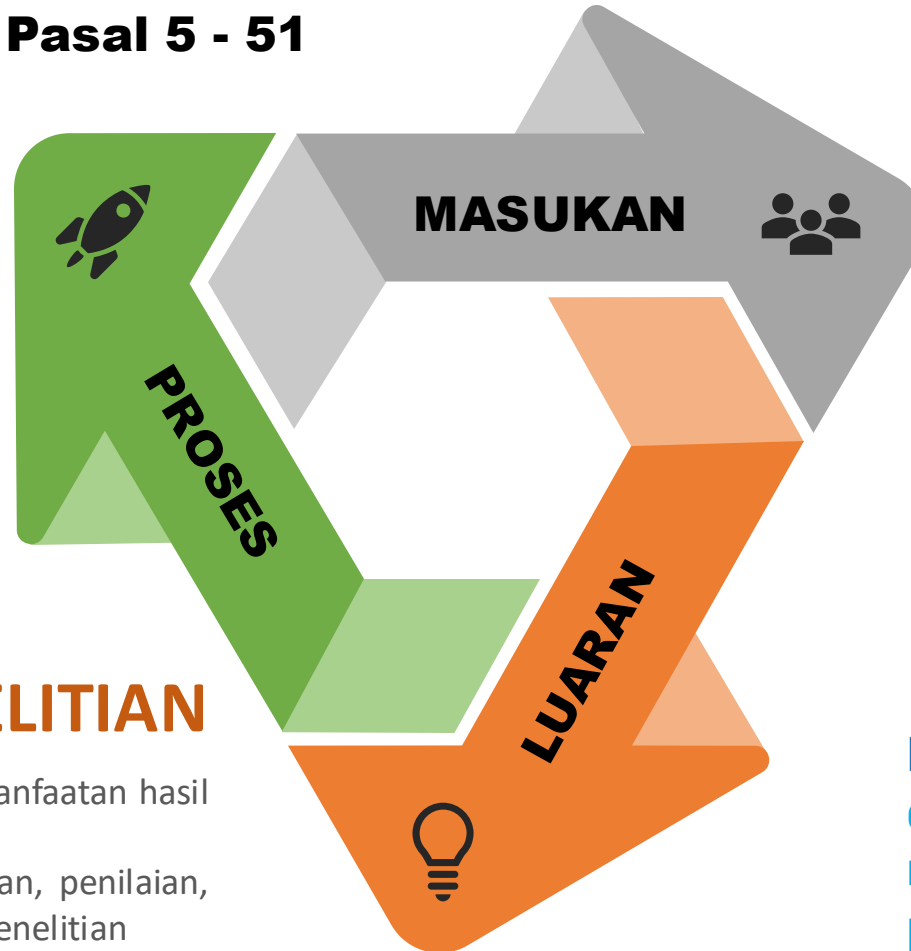 Pasal 5 - 51
MASUKAN
PROSES
LUARAN
ELITIAN
anfaatan hasil
an, penilaian,
enelitian